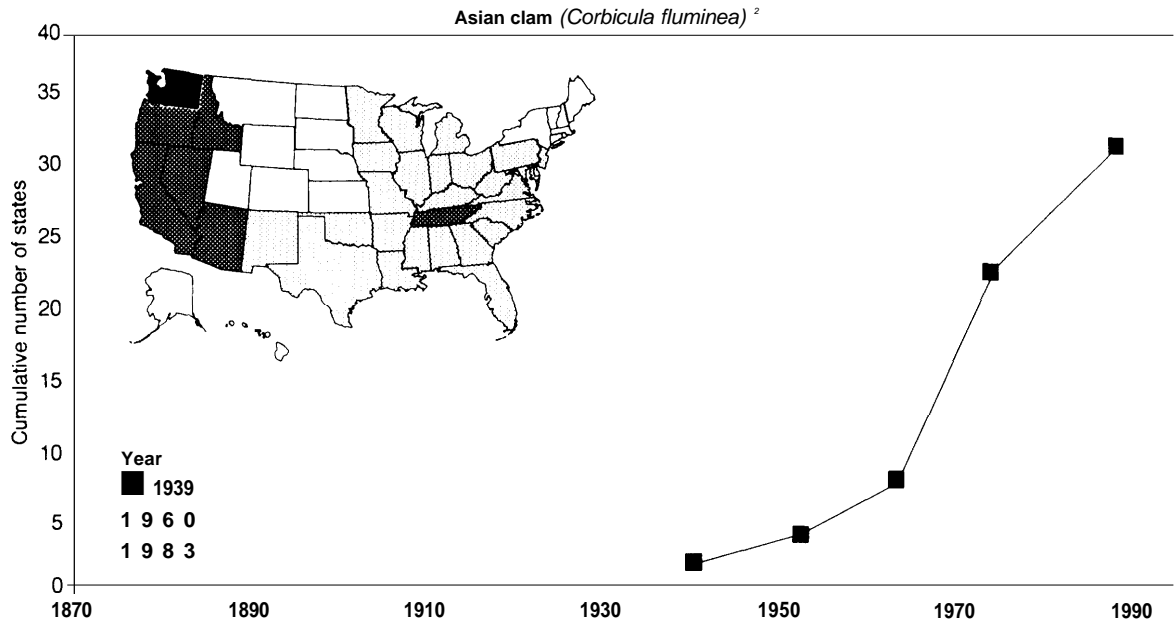 Asian clam (Corbicula fluminea) 2
Cumulative number of states
40
35
30
25
20
15
10
5
0
Year
1939
1 9 6 0
1 9 8 3
1870 1890 1910 1930 1950 1970 1990